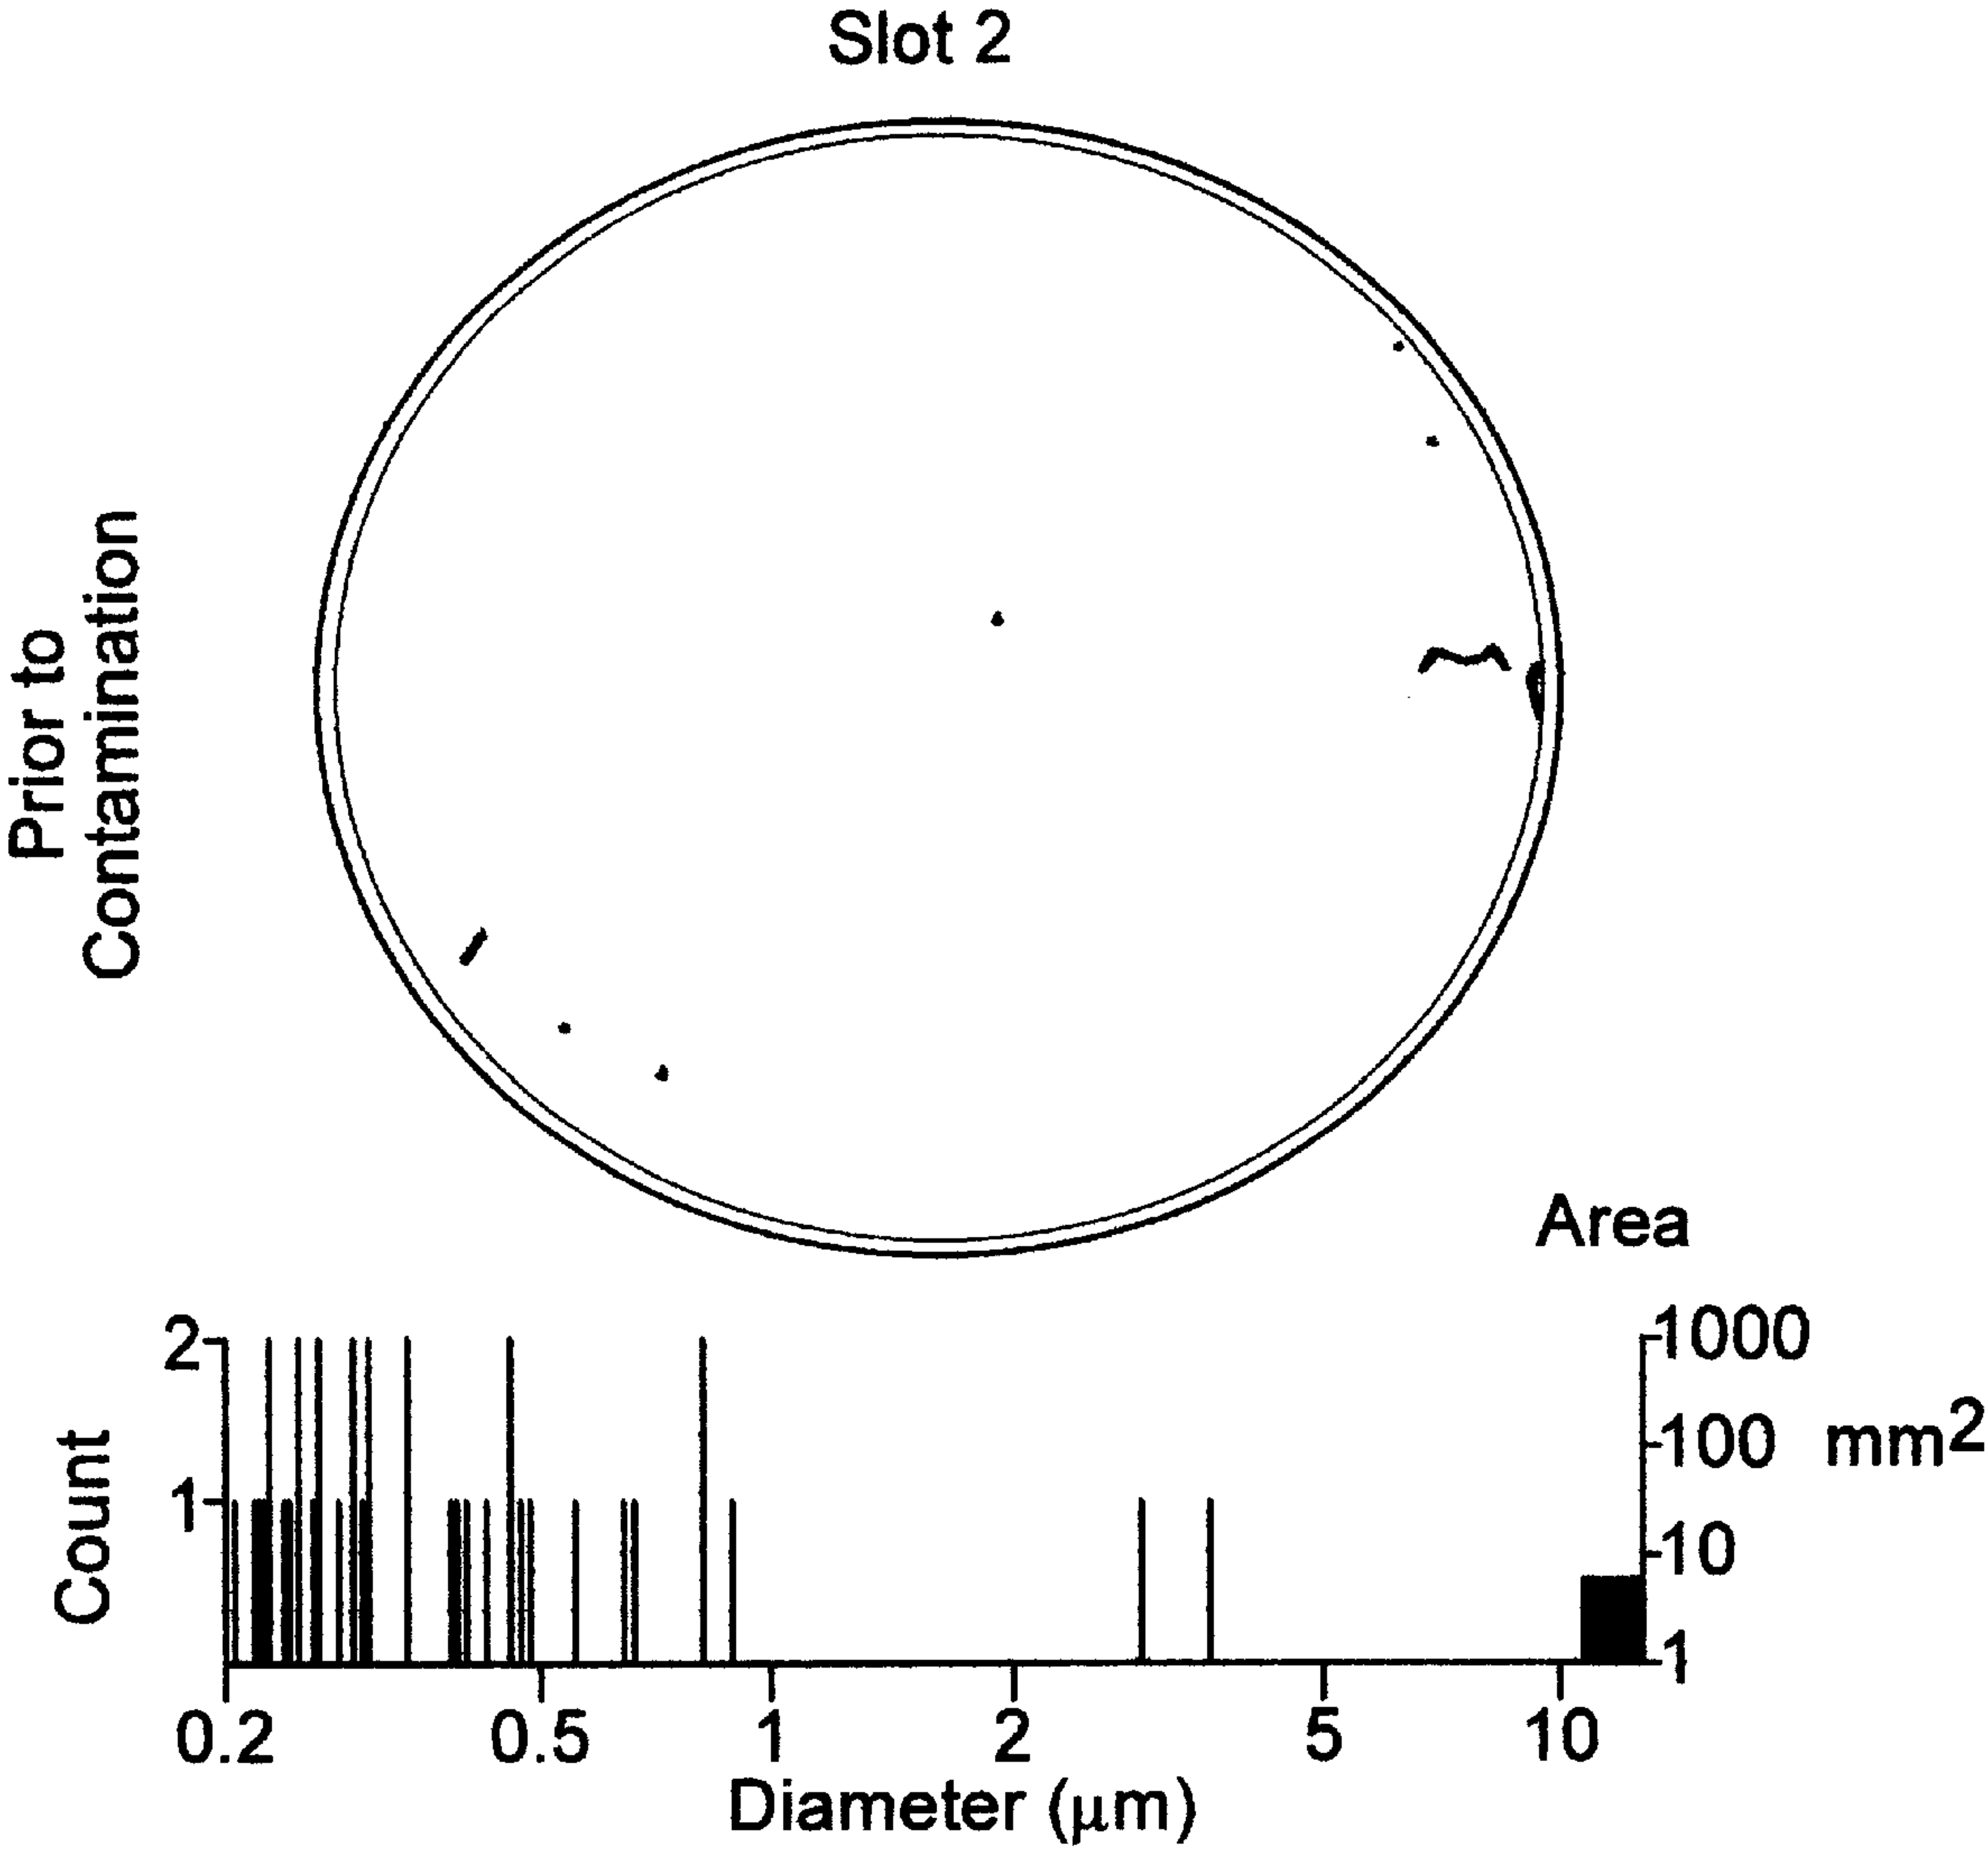 Slot 2
Prior to
Contamination
Area
Count
2
1
1000
100 mm2
10
1
0.2 0.5 1 2 5 10
Diameter (μm)